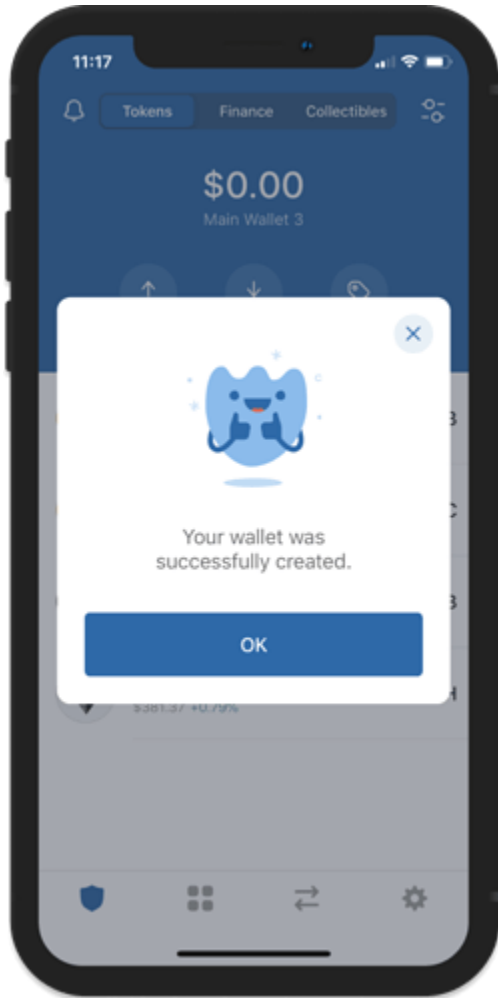 11:17
Tokens Finance Collectibles
$0.00
Main Wallet 3
B
C
Your wallet was
successfully created.
B
OK
H
$381.37 +0.79%